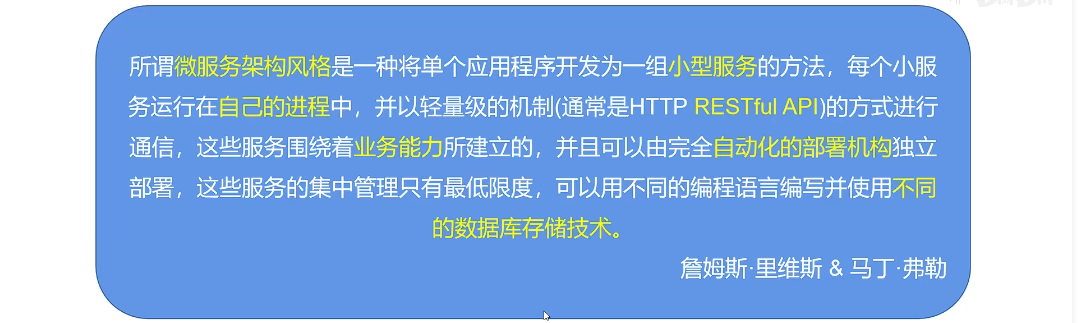 所谓微服务架构风格是一种将单个应用程序开发为一组小型服务的方法，每个小服
务运行在自己的进程中，并以轻量级的机制(通常是HTTP RESTful API)的方式进行
通信，这些服务围绕着业务能力所建立的，并且可以由完全自动化的部署机构独立
部署，这些服务的集中管理只有最低限度，可以用不同的编程语言编写并使用不同
的数据库存储技术。
詹姆斯·里维斯 & 马丁·弗勒